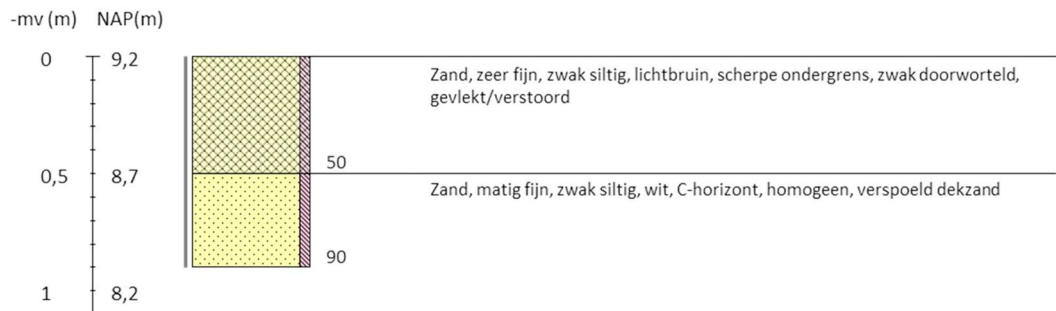 -mv (m) NAP(m)
0 9,2
Zand, zeer fijn, zwak siltig, lichtbruin, scherpe ondergrens, zwak doorworteld,
gevlekt/verstoord
50
0,5 8,7
Zand, matig fijn, zwak siltig, wit, C-horizont, homogeen, verspoeld dekzand
90
1 8,2